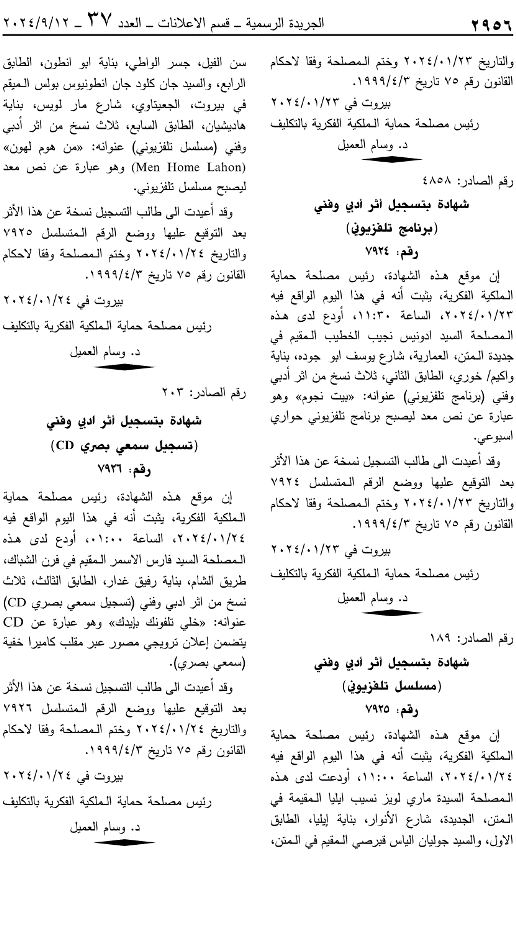 ٢٩٥٦
الجريدة الرسمية ـ قسم الاعلانات ـ العدد ٣٧ ـ ٢٠٢٤/٩/١٢
والتاريخ ٢٠٢٤/٠١/٢٣ وختم المصلحة وفقا لاحكام
القانون رقم ٧٥ تاريخ ١٩٩٩/٤/٣.
بيروت في ٢٠٢٤/٠١/٢٣
رئيس مصلحة حماية الملكية الفكرية بالتكليف
د. وسام العميل
رقم الصادر: ٤٨٥٨
شهادة بتسجيل أثر أدبي وفني
(برنامج تلفزيوني)
رقم: ٧٩٢٤
إن موقع هذه الشهادة، رئيس مصلحة حماية
الملكية الفكرية، يثبت أنه في هذا اليوم الواقع فيه
٢٠٢٤/٠١/٢٣، الساعة ١١:٣٠، أودع لدى هذه
المصلحة السيد ادونيس نجيب الخطيب المقيم في
جديدة المتن، العمارية، شارع يوسف ابو جوده، بناية
واكيم/ خوري، الطابق الثاني، ثلاث نسخ من اثر أدبي
وفني (برنامج تلفزيوني) عنوانه: «بيت نجوم» وهو
عبارة عن نص معد ليصبح برنامج تلفزيوني حواري
اسبوعي.
وقد أعيدت الى طالب التسجيل نسخة عن هذا الأثر
بعد التوقيع عليها ووضع الرقم المتسلسل ٧٩٢٤
والتاريخ ٢٠٢٤/٠١/٢٣ وختم المصلحة وفقا لاحكام
القانون رقم ٧٥ تاريخ ١٩٩٩/٤/٣.
بيروت في ٢٠٢٤/٠١/٢٣
رئيس مصلحة حماية الملكية الفكرية بالتكليف
د. وسام العميل
رقم الصادر: ١٨٩
شهادة بتسجيل أثر أدبي وفني
(مسلسل تلفزيوني)
رقم: ٧٩٢٥
إن موقع هذه الشهادة، رئيس مصلحة حماية
الملكية الفكرية، يثبت أنه في هذا اليوم الواقع فيه
٢٠٢٤/٠١/٢٤، الساعة ١١:٠٠، أودعت لدى هذه
المصلحة السيدة ماري لويز نسيب ايليا المقيمة في
المتن، الجديدة، شارع الأنوار، بناية إيليا، الطابق
الاول، والسيد جوليان الياس قبرصي المقيم في المتن،
سن الفيل، جسر الواطي، بناية ابو انطون، الطابق
الرابع، والسيد جان كلود جان انطونيوس بولس الميقم
في بيروت، الجعيتاوي، شارع مار لويس، بناية
هاديشيان، الطابق السابع، ثلاث نسخ من اثر أدبي
وفني (مسلسل تلفزيوني) عنوانه: «من هوم لهون»
(Men Home Lahon) وهو عبارة عن نص معد
ليصبح مسلسل تلفزيوني.
وقد أعيدت الى طالب التسجيل نسخة عن هذا الأثر
بعد التوقيع عليها ووضع الرقم المتسلسل ٧٩٢٥
والتاريخ ٢٠٢٤/٠١/٢٤ وختم المصلحة وفقا لاحكام
القانون رقم ٧٥ تاريخ ١٩٩٩/٤/٣.
بيروت في ٢٠٢٤/٠١/٢٤
رئيس مصلحة حماية الملكية الفكرية بالتكليف
د. وسام العميل
رقم الصادر: ٢٠٣
شهادة بتسجيل أثر أدبي وفني
(تسجيل سمعي بصري CD)
رقم: ٧٩٢٦
إن موقع هذه الشهادة، رئيس مصلحة حماية
الملكية الفكرية، يثبت أنه في هذا اليوم الواقع فيه
٢٠٢٤/٠١/٢٤، الساعة ٠١:٠٠، أودع لدى هذه
المصلحة السيد فارس الاسمر المقيم في فرن الشباك،
طريق الشام، بناية رفيق غدار، الطابق الثالث، ثلاث
نسخ من اثر ادبي وفني (تسجيل سمعي بصري CD)
عنوانه: «خلي تلفونك بإيدك» وهو عبارة عن CD
يتضمن إعلان ترويجي مصور عبر مقلب كاميرا خفية
(سمعي بصري).
وقد أعيدت الى طالب التسجيل نسخة عن هذا الأثر
بعد التوقيع عليها ووضع الرقم المتسلسل ٧٩٢٦
والتاريخ ٢٠٢٤/٠١/٢٤ وختم المصلحة وفقا لاحكام
القانون رقم ٧٥ تاريخ ١٩٩٩/٤/٣.
بيروت في ٢٠٢٤/٠١/٢٤
رئيس مصلحة حماية الملكية الفكرية بالتكليف
د. وسام العميل